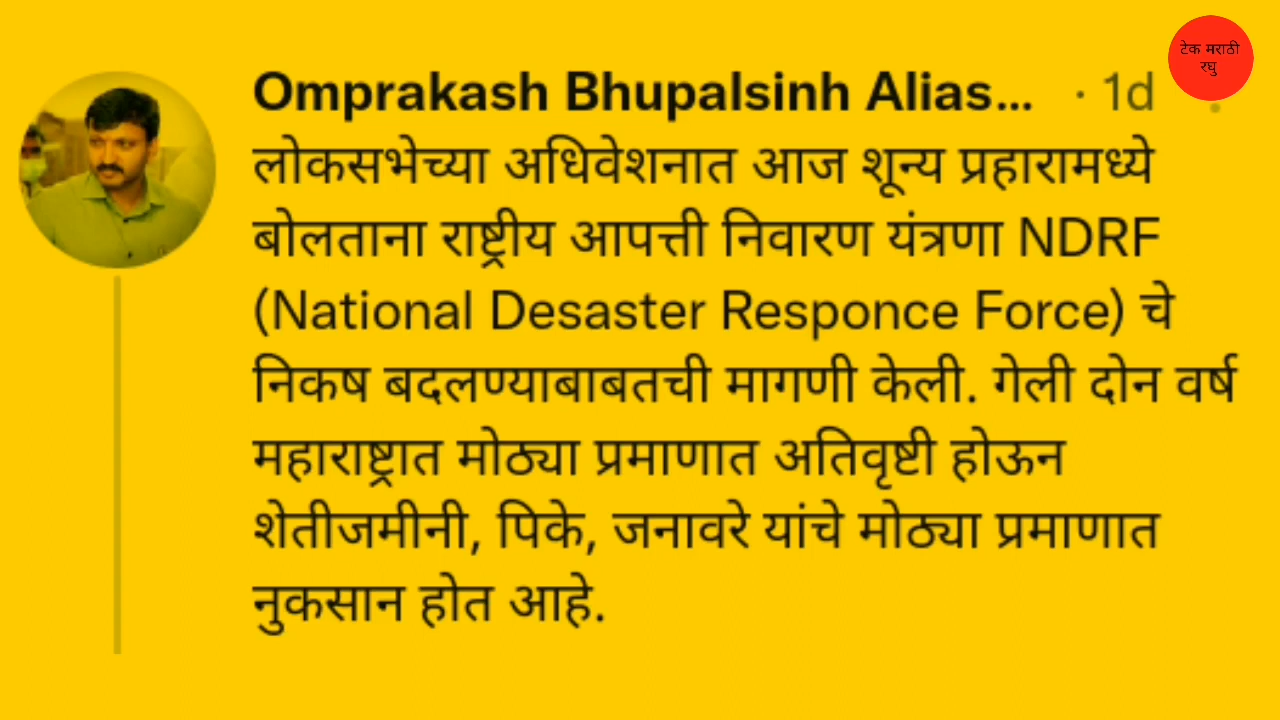 टेक मराठी
रघु
Omprakash Bhupalsinh Alias... · 1d
लोकसभेच्या अधिवेशनात आज शून्य प्रहारामध्ये
बोलताना राष्ट्रीय आपत्ती निवारण यंत्रणा NDRF
(National Desaster Responce Force) चे
निकष बदलण्याबाबतची मागणी केली. गेली दोन वर्ष
महाराष्ट्रात मोठ्या प्रमाणात अतिवृष्टी होऊन
शेतीजमीनी, पिके, जनावरे यांचे मोठ्या प्रमाणात
नुकसान होत आहे.